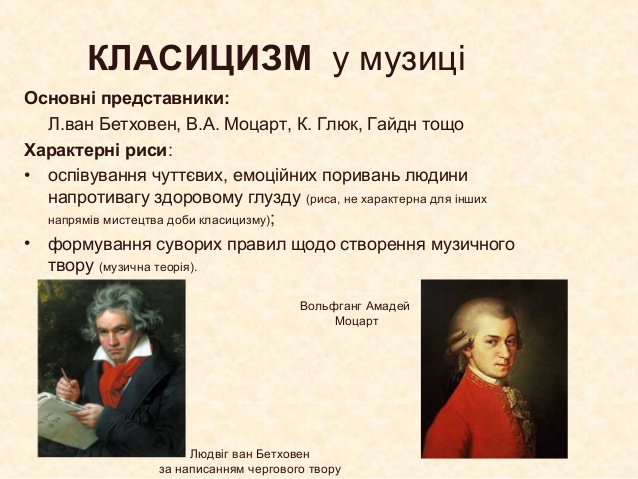 КЛАСИЦИЗМ у музиці
Основні представники:
Л.ван Бетховен, В.А. Моцарт, К. Глюк, Гайдн тощо
Характерні риси:
• оспівування чуттєвих, емоційних поривань людини
напротивагу здоровому глузду (риса, не характерна для інших
напрямів мистецтва доби класицизму);
• формування суворих правил щодо створення музичного
твору (музична теорія).
Вольфганг Амадей
Моцарт
Людвіг ван Бетховен
за написанням чергового твору